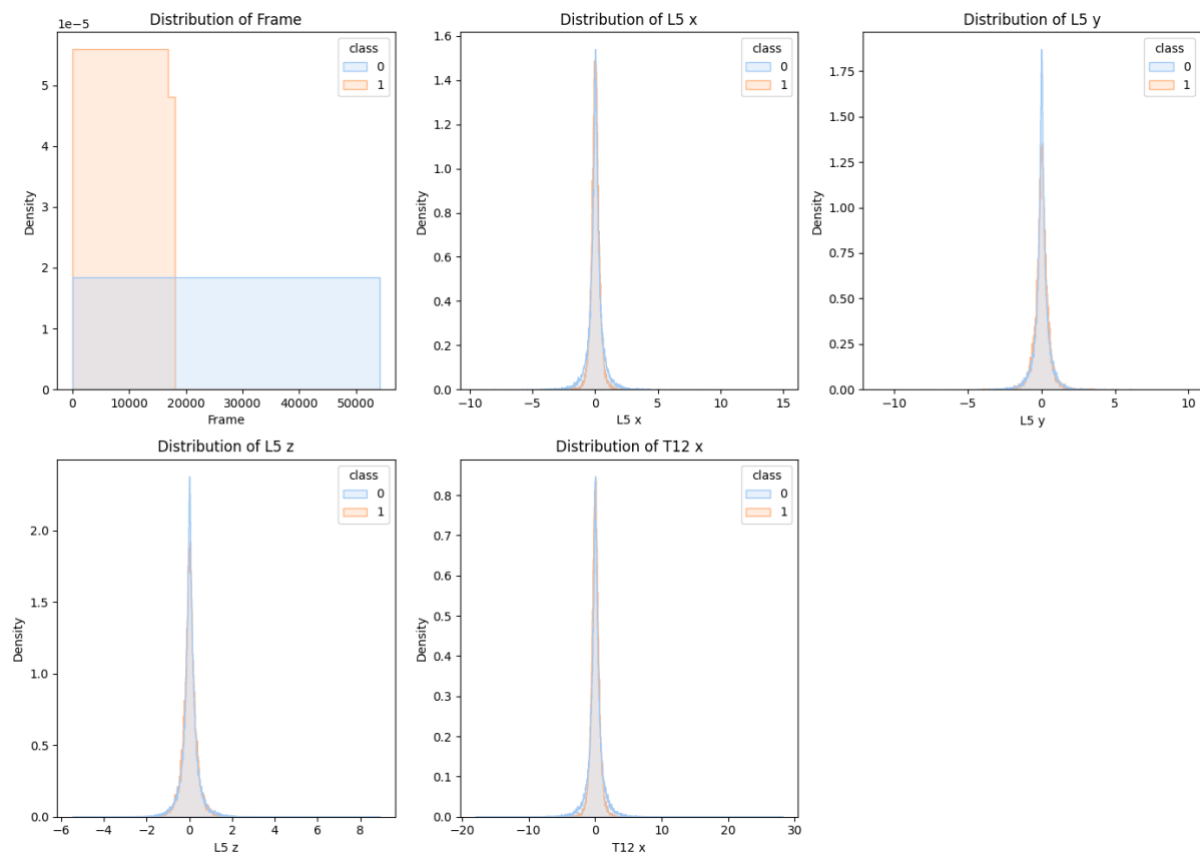 Distribution of Frame
1e−5
class
0
1
Density
5
4
3
2
1
0
0 10000 20000 30000 40000 50000
Frame
Distribution of L5 x
class
0
1
Density
1.6
1.4
1.2
1.0
0.8
0.6
0.4
0.2
0.0
−10 −5 0 5 10 15
L5 x
Distribution of L5 y
class
0
1
Density
1.75
1.50
1.25
1.00
0.75
0.50
0.25
0.00
−10 −5 0 5 10
L5 y
Distribution of L5 z
class
0
1
Density
2.0
1.5
1.0
0.5
0.0
−6 −4 −2 0 2 4 6 8
L5 z
Distribution of T12 x
class
0
1
Density
0.8
0.7
0.6
0.5
0.4
0.3
0.2
0.1
0.0
−20 −10 0 10 20 30
T12 x